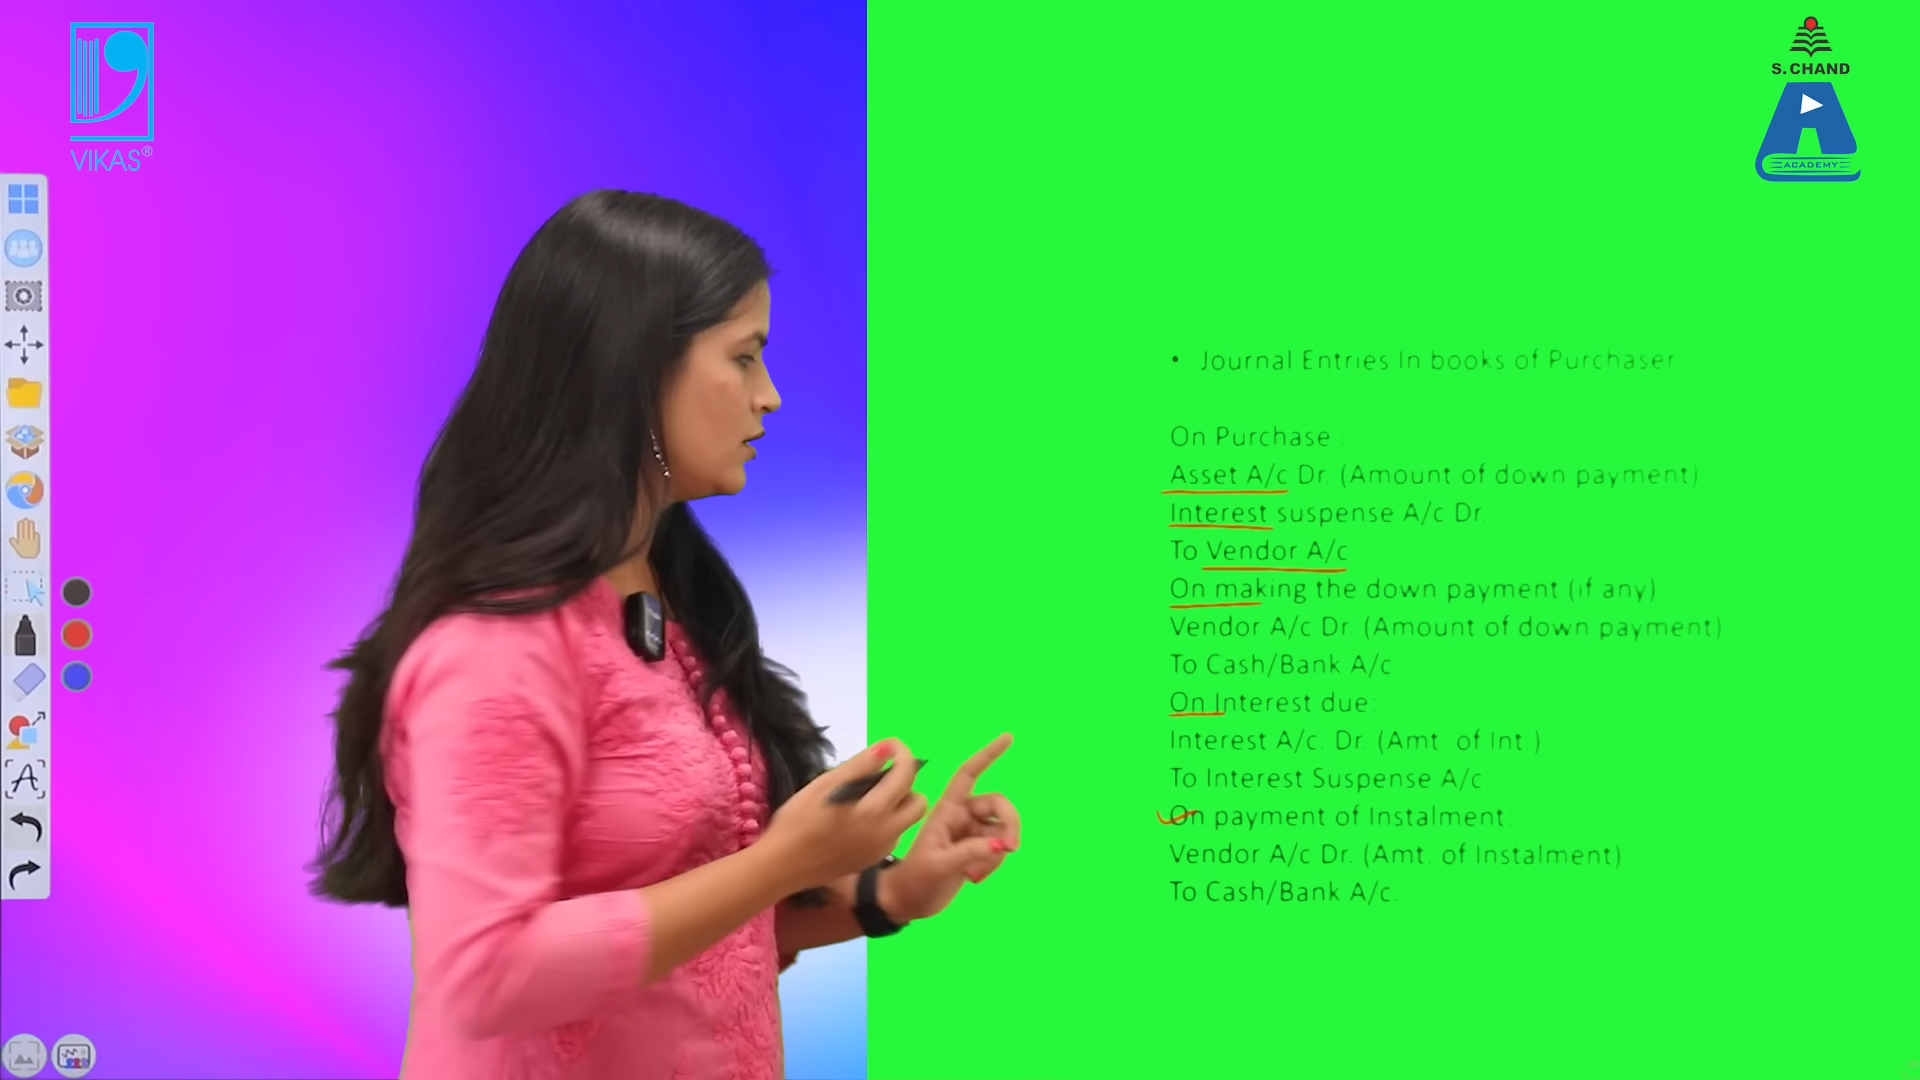 VIKAS®
S. CHAND
ACADEMY
• Journal Entries In books of Purchaser
On Purchase :
Asset A/c Dr. (Amount of down payment)
Interest suspense A/c Dr.
To Vendor A/c
On making the down payment (if any)
Vendor A/c Dr. (Amount of down payment)
To Cash/Bank A/c
On Interest due:
Interest A/c. Dr. (Amt. of Int.)
To Interest Suspense A/c
On payment of Instalment:
Vendor A/c Dr. (Amt. of Instalment)
To Cash/Bank A/c.